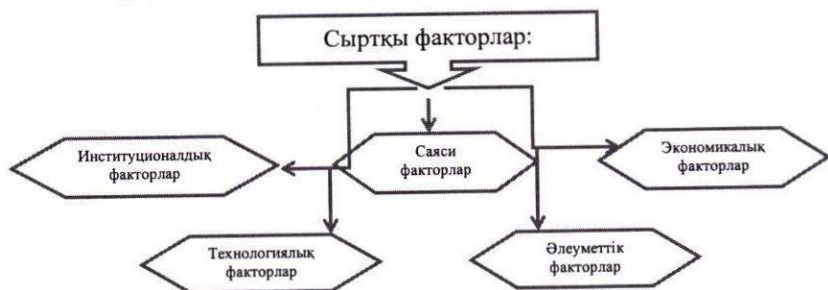 Сыртқы факторлар:
Институционалдық
факторлар
Саяси
факторлар
Экономикалық
факторлар
Технологиялық
факторлар
Әлеуметтік
факторлар